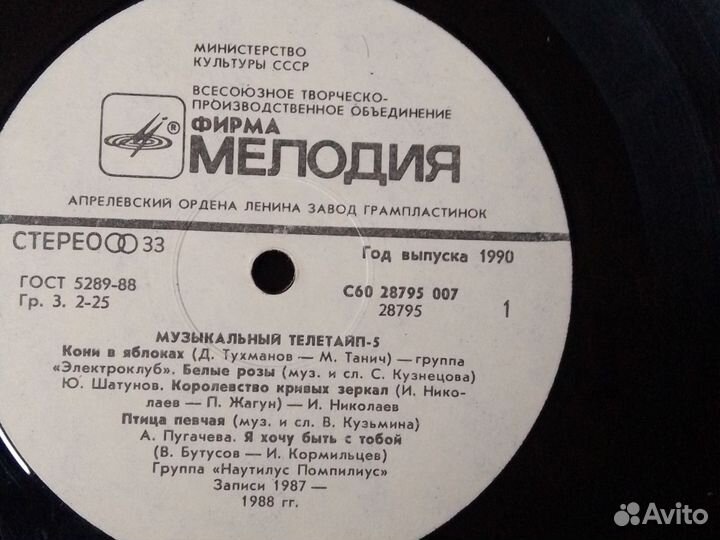 МИНИСТЕРСТВО
КУЛЬТУРЫ СССР
ВСЕСОЮЗНОЕ ТВОРЧЕСКО-
ПРОИЗВОДСТВЕННОЕ ОБЪЕДИНЕНИЕ
®
ФИРМА
МЕЛОДИЯ
АПРЕЛЕВСКИЙ ОРДЕНА ЛЕНИНА ЗАВОД ГРАМПЛАСТИНОК
СТЕРЕО 33
Год выпуска 1990
ГОСТ 5289-88
Гр. 3. 2-25
С60 28795 007
28795
1
МУЗЫКАЛЬНЫЙ ТЕЛЕТАЙП-5
Кони в яблоках (Д. Тухманов — М. Танич) — группа
«Электроклуб». Белые розы (муз. и сл. С. Кузнецова)
Ю. Шатунов. Королевство кривых зеркал (И. Нико-
лаев — П. Жагун) — И. Николаев
Птица певчая (муз. и сл. В. Кузьмина)
А. Пугачева. Я хочу быть с тобой
(В. Бутусов — И. Кормильцев)
Группа «Наутилус Помпилиус»
Записи 1987 —
1988 гг.
Avito